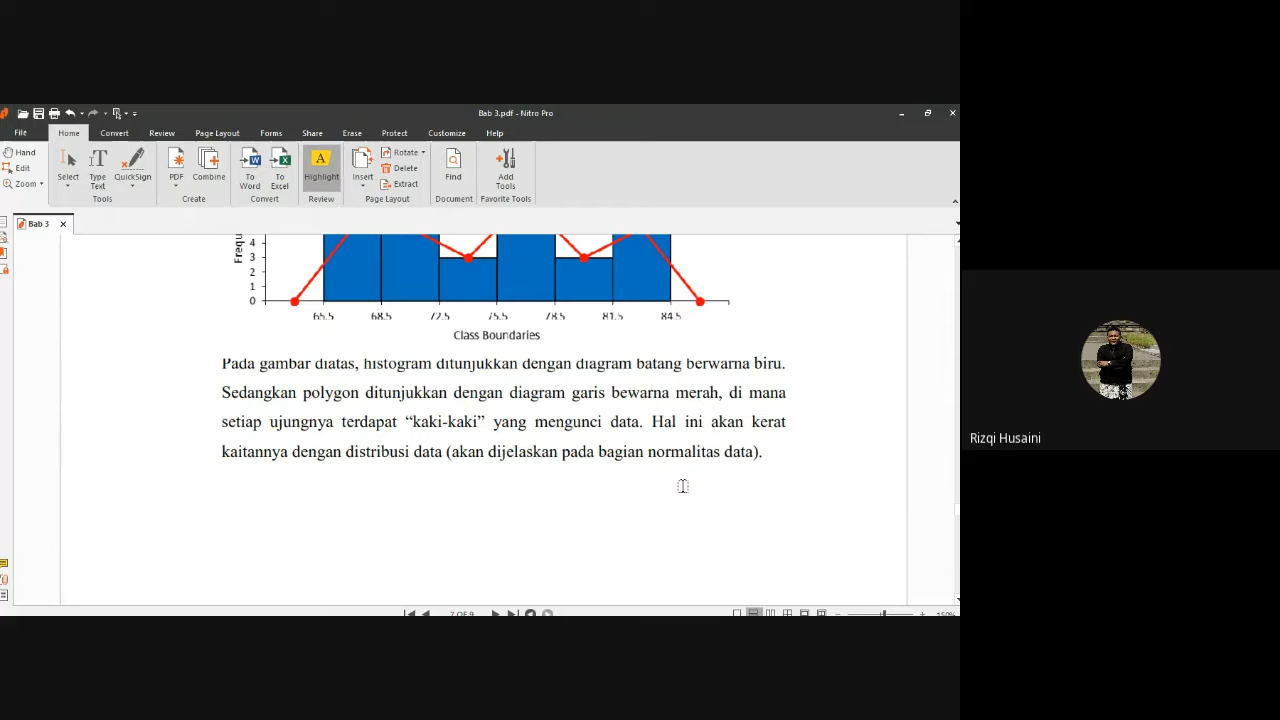 Bab 3.pdf - Nitro Pro
File Home Convert Review Page Layout Forms Share Erase Protect Customize Help
Hand
Edit
Zoom
Select
Type Text
QuickSign
Tools
PDF
Combine
Create
To Word
To Excel
Convert
Highlight
Review
Insert
Rotate
Delete
Extract
Page Layout
Find
Document
Add Tools
Favorite Tools
Bab 3
4
3
2
1
0
65.5 68.5 72.5 75.5 78.5 81.5 84.5
Class Boundaries
Pada gambar diatas, histogram ditunjukkan dengan diagram batang berwarna biru.
Sedangkan polygon ditunjukkan dengan diagram garis bewarna merah, di mana
setiap ujungnya terdapat “kaki-kaki” yang mengunci data. Hal ini akan kerat
kaitannya dengan distribusi data (akan dijelaskan pada bagian normalitas data).
7 OF 9
150%
Rizqi Husaini